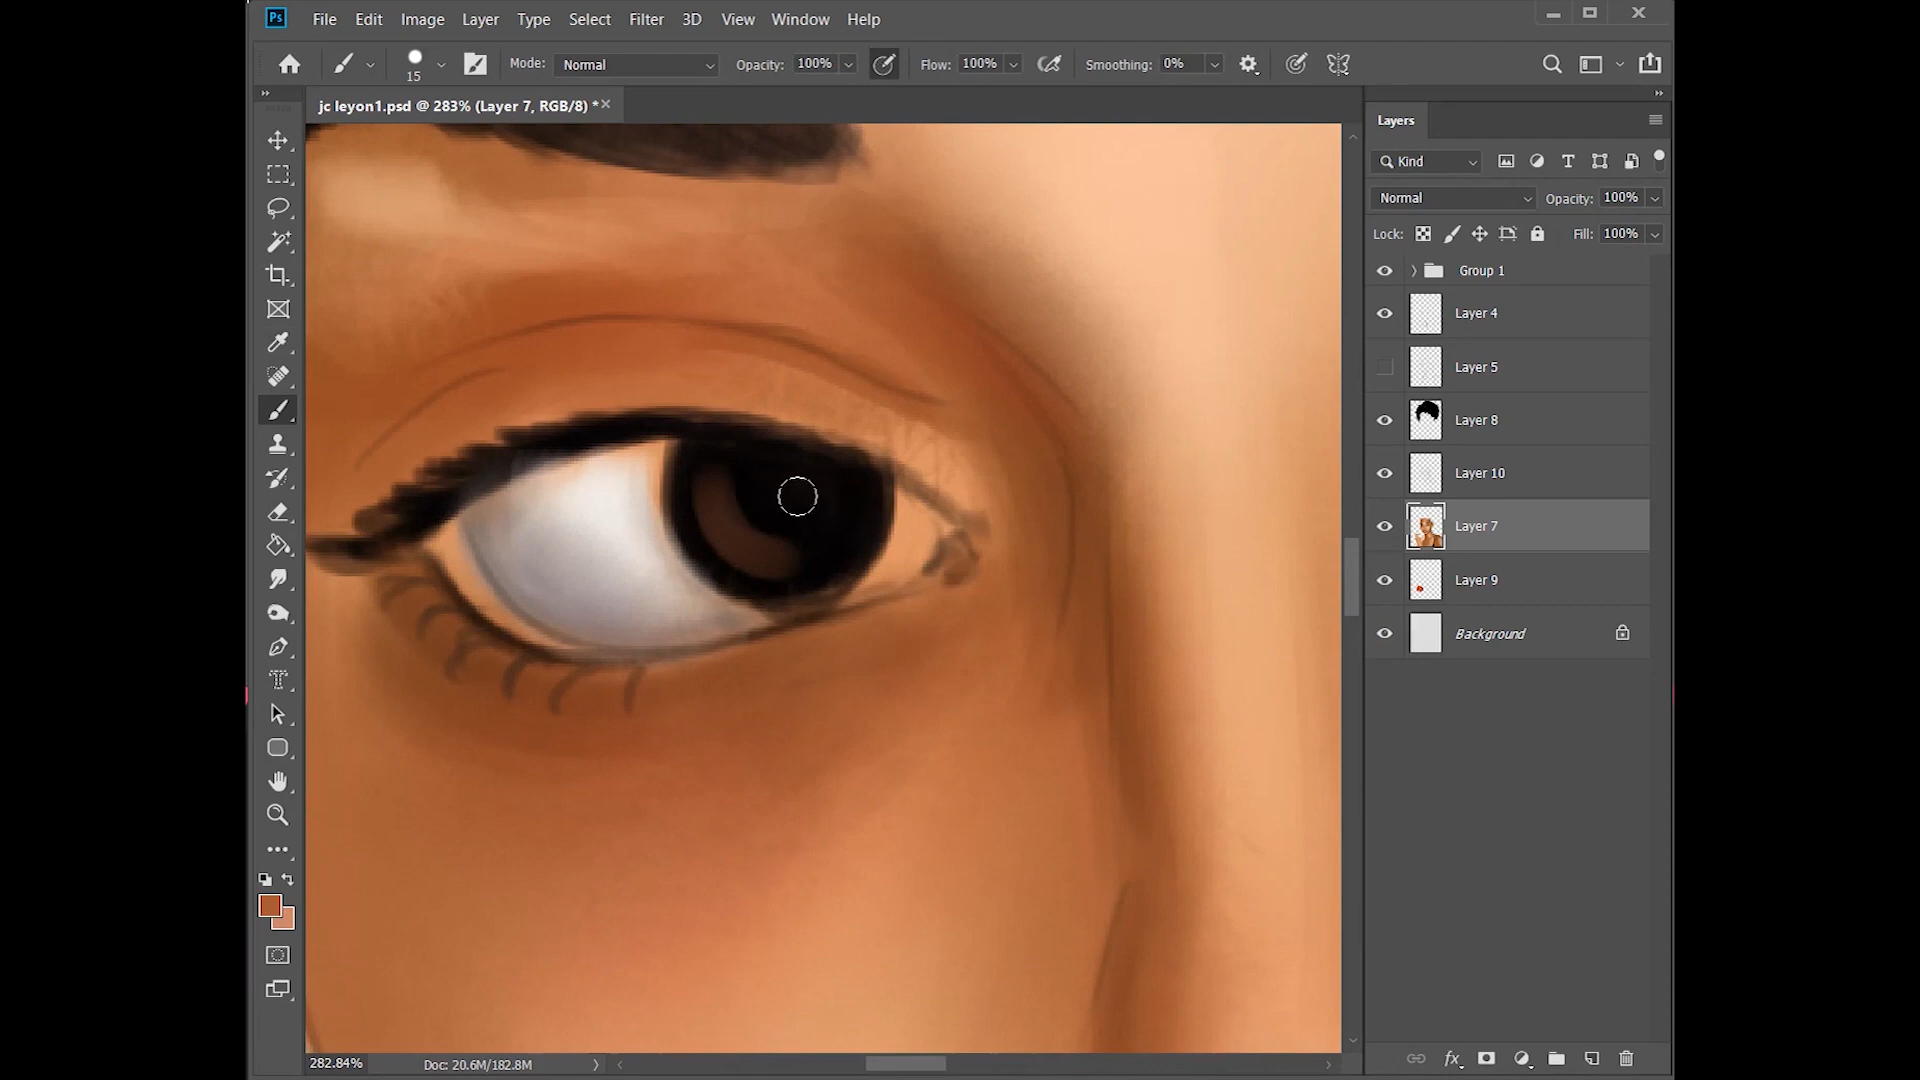 Ps File Edit Image Layer Type Select Filter 3D View Window Help
15 Mode: Normal Opacity: 100% Flow: 100% Smoothing: 0%
jc leyon1.psd @ 283% (Layer 7, RGB/8) *
Layers
Kind
Normal Opacity: 100%
Lock: Fill: 100%
Group 1
Layer 4
Layer 5
Layer 8
Layer 10
Layer 7
Layer 9
Background
282.84% Doc: 20.6M/182.8M
fx